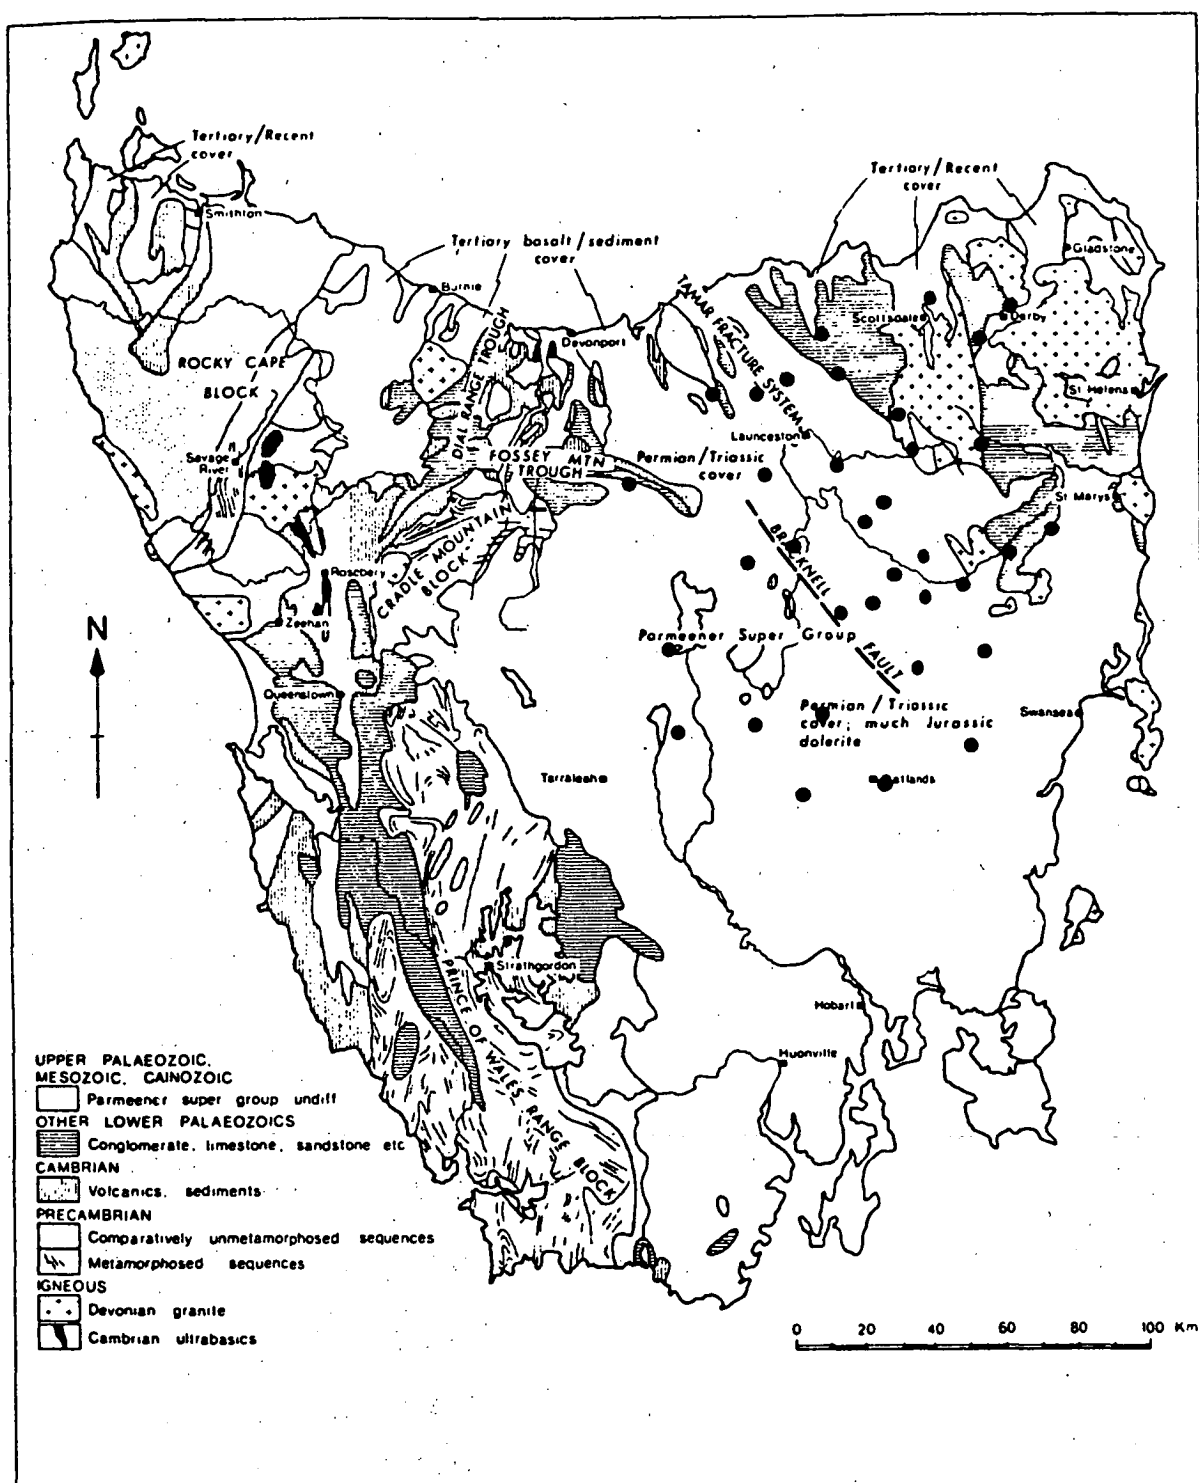 Tertiary/Recent
cover
Smithton
Tertiary/Recent
cover
Gladstone
Tertiary basalt/sediment
cover
Burnie
TAMAR FRACTURE SYSTEM
Scottsdale
Derby
DIAL RANGE TROUGH
Devonport
ROCKY CAPE
BLOCK
St Helens
Launceston
Savage
River
FOSSEY MTN
TROUGH
Permian/Triassic
cover
St Marys
CRADLE MOUNTAIN
BLOCK
BRACKNELL
FAULT
Rosebery
Zeehan
N
Parmeener Super Group
Queenstown
Permian/Triassic
cover; much Jurassic
dolerite
Swansea
Tarraleah
Oatlands
Strathgordon
PRINCE OF WALES RANGE
BLOCK
Hobart
Huonville
UPPER PALAEOZOIC,
MESOZOIC, CAINOZOIC
Parmeener super group undiff
OTHER LOWER PALAEOZOICS
Conglomerate, limestone, sandstone etc
CAMBRIAN
Volcanics, sediments
PRECAMBRIAN
Comparatively unmetamorphosed sequences
Metamorphosed sequences
IGNEOUS
Devonian granite
Cambrian ultrabasics
0 20 40 60 80 100 Km